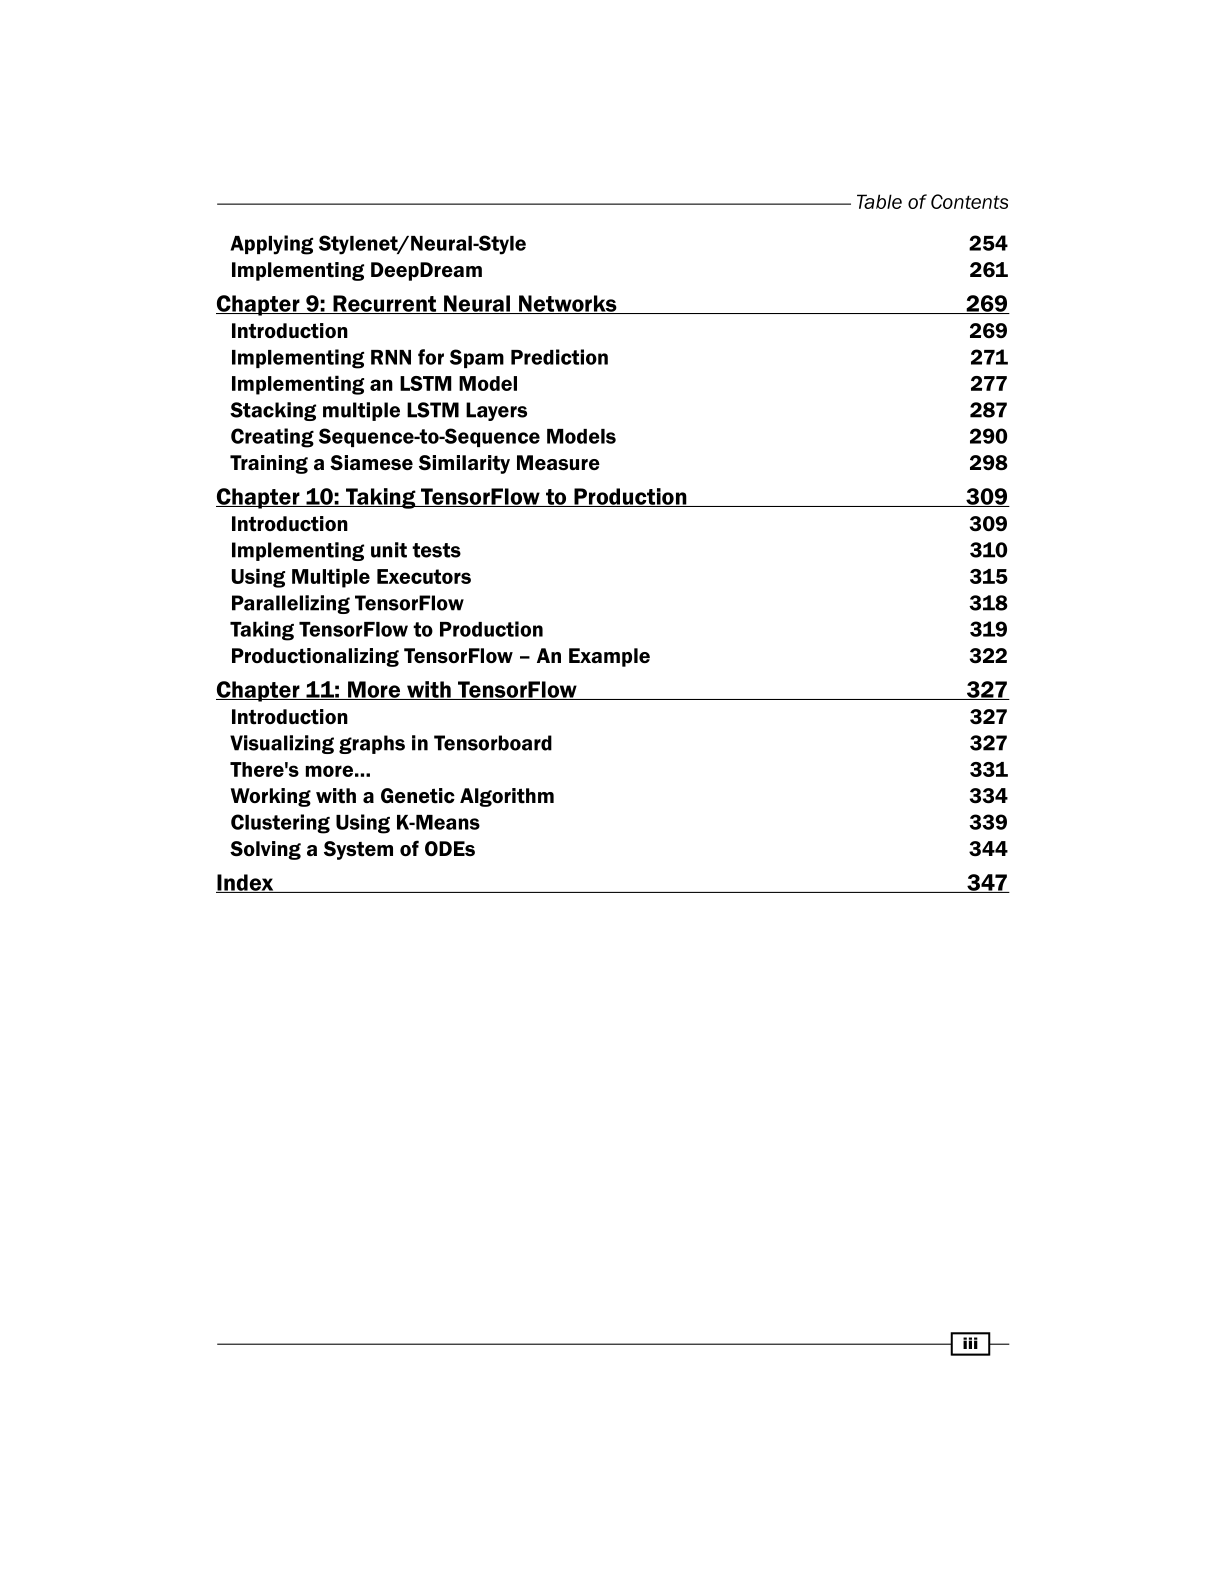 Table of Contents
Applying Stylenet/Neural-Style 254
Implementing DeepDream 261
Chapter 9: Recurrent Neural Networks 269
Introduction 269
Implementing RNN for Spam Prediction 271
Implementing an LSTM Model 277
Stacking multiple LSTM Layers 287
Creating Sequence-to-Sequence Models 290
Training a Siamese Similarity Measure 298
Chapter 10: Taking TensorFlow to Production 309
Introduction 309
Implementing unit tests 310
Using Multiple Executors 315
Parallelizing TensorFlow 318
Taking TensorFlow to Production 319
Productionalizing TensorFlow – An Example 322
Chapter 11: More with TensorFlow 327
Introduction 327
Visualizing graphs in Tensorboard 327
There's more… 331
Working with a Genetic Algorithm 334
Clustering Using K-Means 339
Solving a System of ODEs 344
Index 347
iii